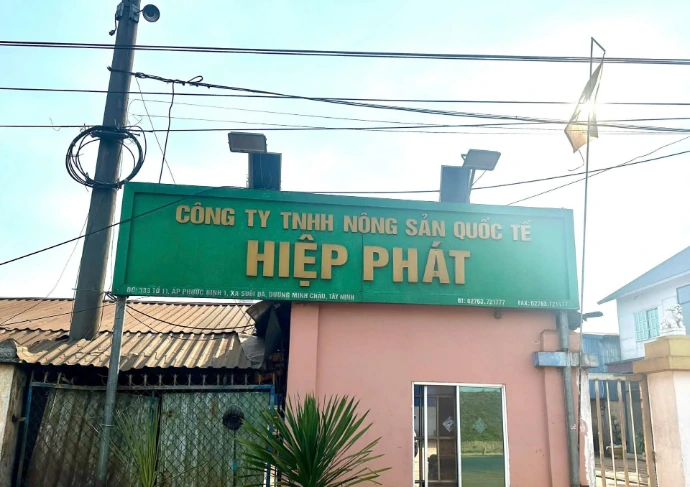 CÔNG TY TNHH NÔNG SẢN QUỐC TẾ
HIỆP PHÁT
ĐC: 333 TỔ 11, ẤP PHƯỚC BÌNH 1, XÃ SUỐI ĐÁ, DƯƠNG MINH CHÂU, TÂY NINH
ĐT: 02763.721777 FAX: 02763.721577